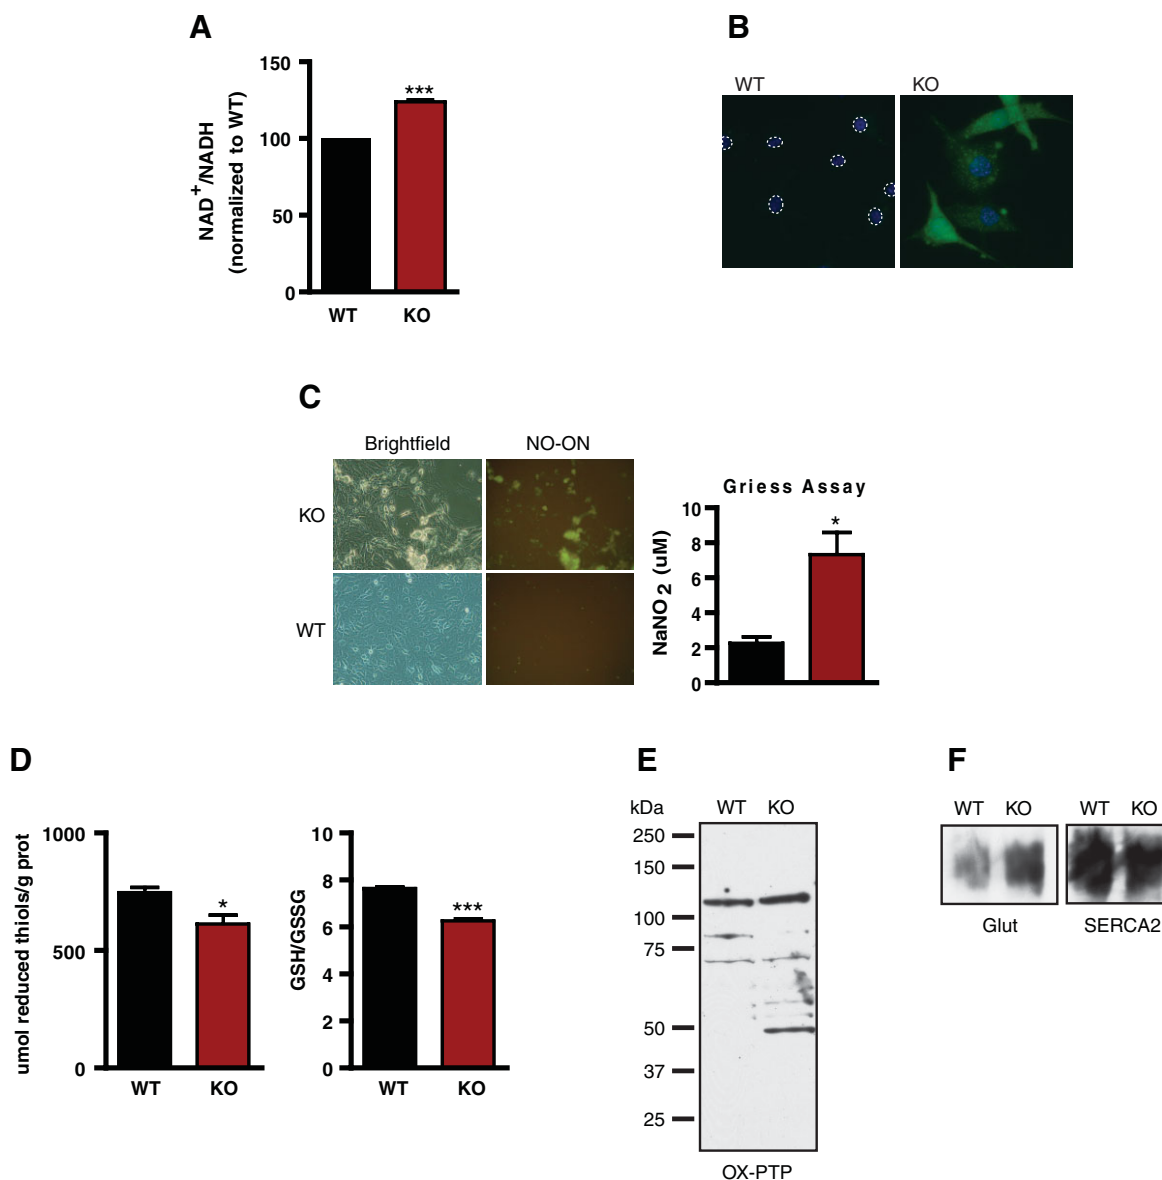 A
150
100
50
0
NAD+/NADH
(normalized to WT)
***
WT
KO
B
WT
KO
C
Brightfield
NO-ON
KO
WT
Griess Assay
10
8
6
4
2
0
NaNO2 (uM)
*
D
1000
500
0
umol reduced thiols/g prot
*
WT
KO
10
8
6
4
2
0
GSH/GSSG
***
WT
KO
E
kDa
WT
KO
250
150
100
75
50
37
25
OX-PTP
F
WT
KO
WT
KO
Glut
SERCA2